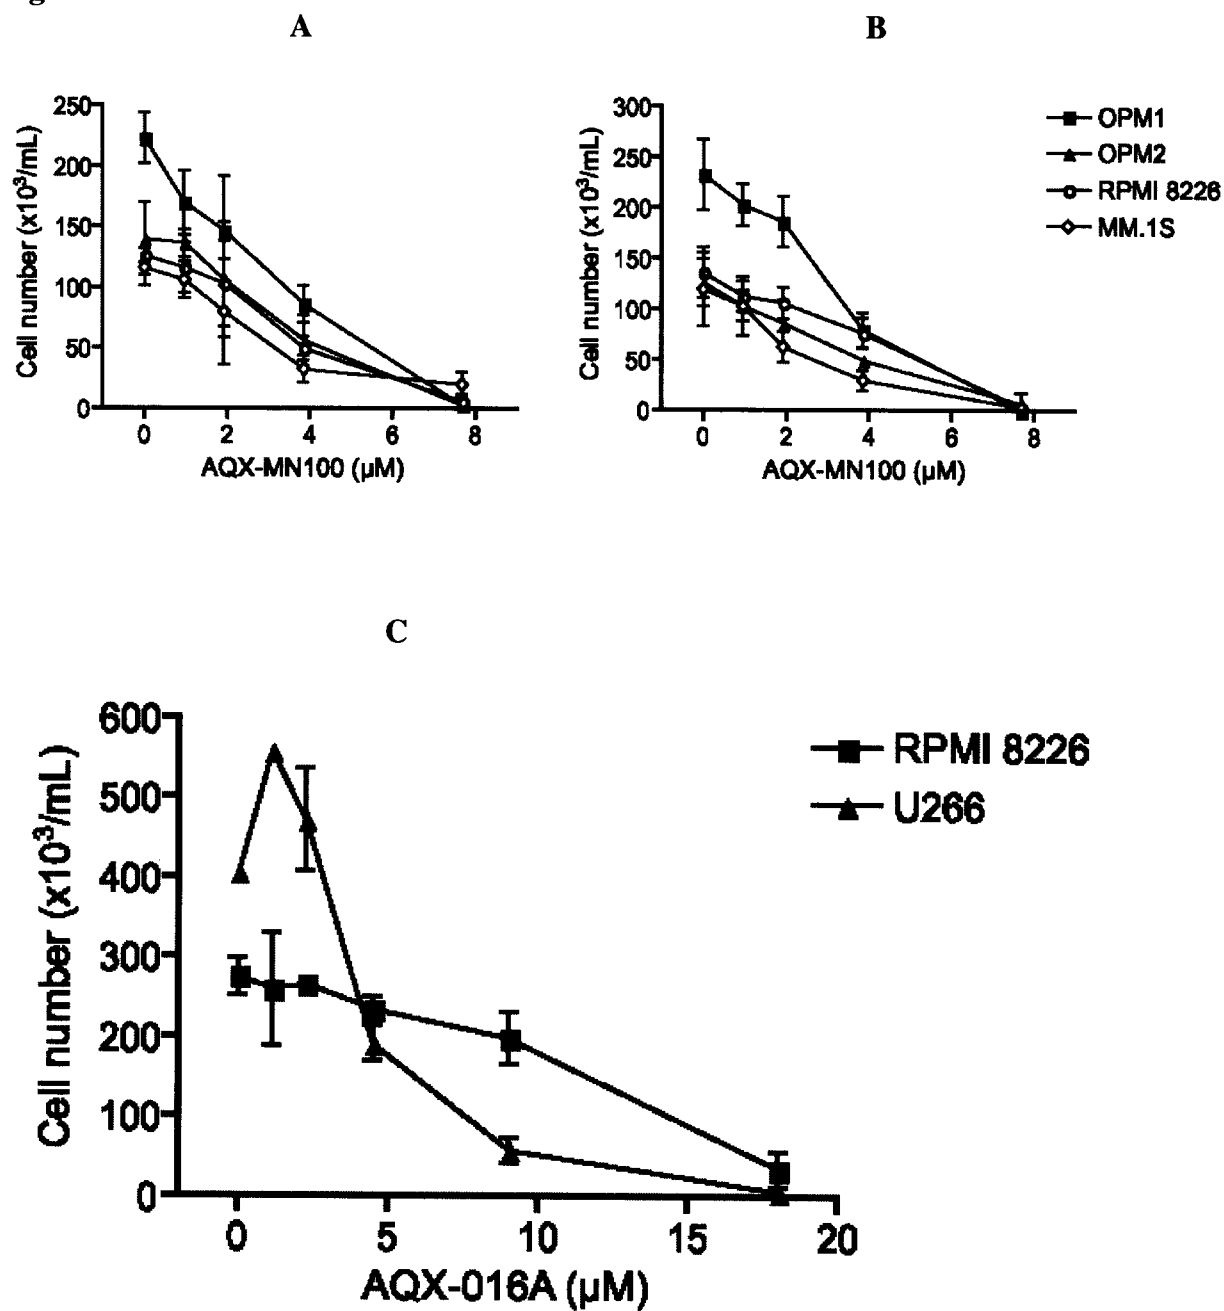 A
B
250
200
150
100
50
0
Cell number (x10³/mL)
0 2 4 6 8
AQX-MN100 (µM)
300
250
200
150
100
50
0
Cell number (x10³/mL)
0 2 4 6 8
AQX-MN100 (µM)
OPM1
OPM2
RPMI 8226
MM.1S
C
600
500
400
300
200
100
0
Cell number (x10³/mL)
0 5 10 15 20
AQX-016A (µM)
RPMI 8226
U266